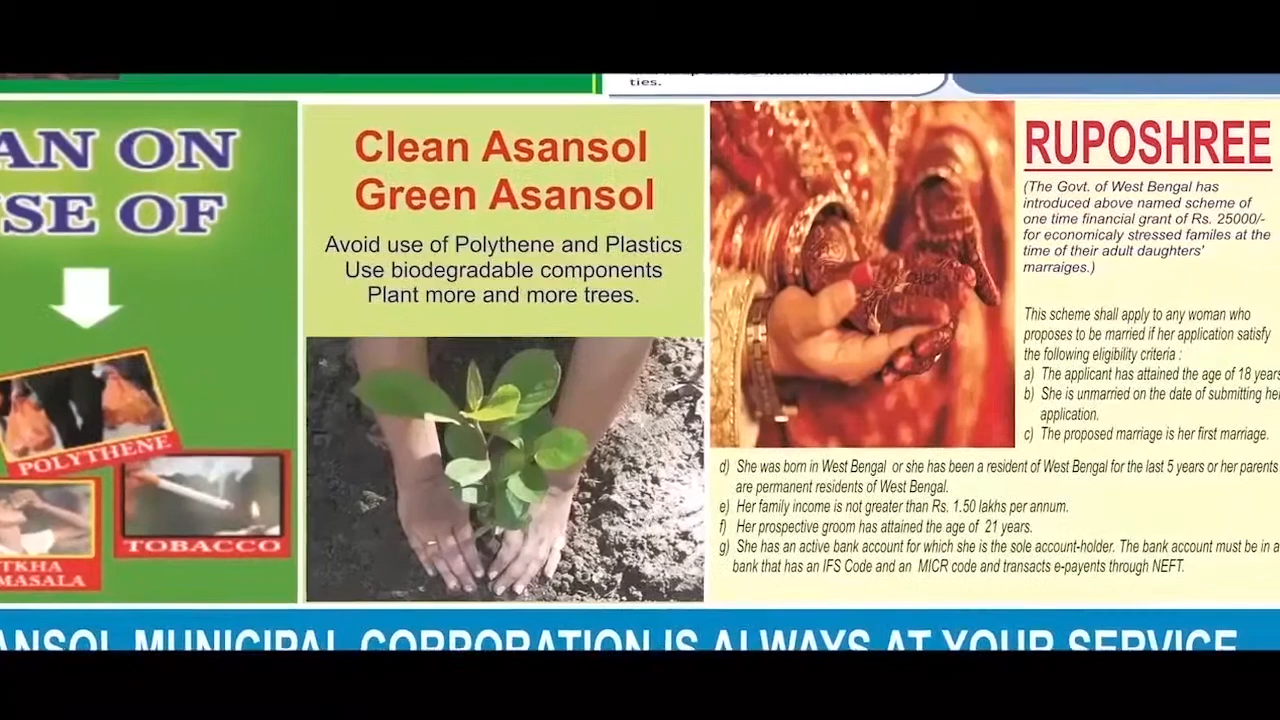 ties.
AN ON
SE OF
POLYTHENE
TOBACCO
TKHA
MASALA
Clean Asansol
Green Asansol
Avoid use of Polythene and Plastics
Use biodegradable components
Plant more and more trees.
RUPOSHREE
(The Govt. of West Bengal has
introduced above named scheme of
one time financial grant of Rs. 25000/-
for economicaly stressed familes at the
time of their adult daughters'
marraiges.)
This scheme shall apply to any woman who
proposes to be married if her application satisfy
the following eligibility criteria :
a) The applicant has attained the age of 18 years
b) She is unmarried on the date of submitting her
application.
c) The proposed marriage is her first marriage.
d) She was born in West Bengal or she has been a resident of West Bengal for the last 5 years or her parents
are permanent residents of West Bengal.
e) Her family income is not greater than Rs. 1.50 lakhs per annum.
f) Her prospective groom has attained the age of 21 years.
g) She has an active bank account for which she is the sole account-holder. The bank account must be in a
bank that has an IFS Code and an MICR code and transacts e-payents through NEFT.
ANSOL MUNICIPAL CORPORATION IS ALWAYS AT YOUR SERVICE